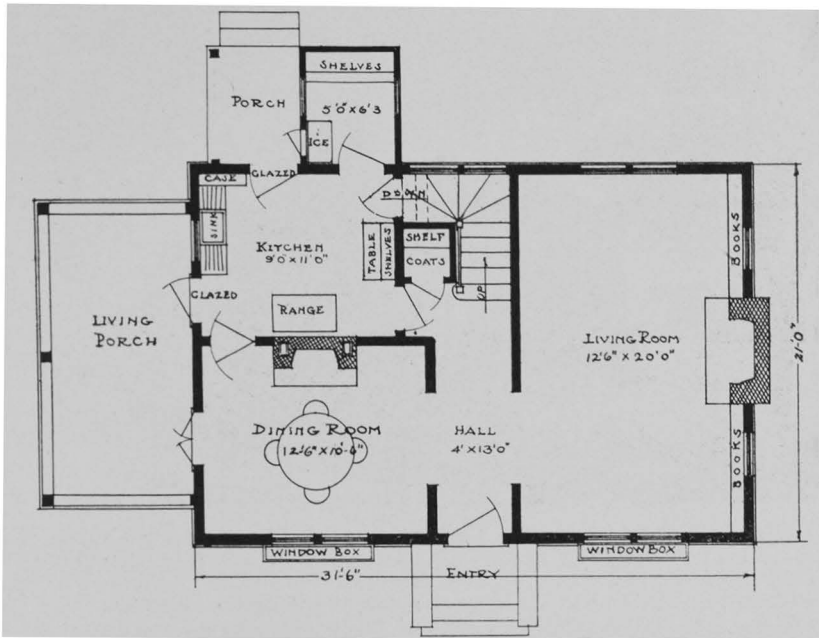 SHELVES
PORCH
5'0"X6'3
ICE
GLAZED
CASE
DOWN
SINK
KITCHEN
9'0"X11'0"
TABLE
SHELVES
SHELF
COATS
UP
BOOKS
GLAZED
RANGE
LIVING
PORCH
LIVING ROOM
12'6" X 20'0"
21'-0"
DINING ROOM
12'6" X 10'-6"
HALL
4' X 13'0"
BOOKS
WINDOW BOX
WINDOW BOX
31'6"
ENTRY